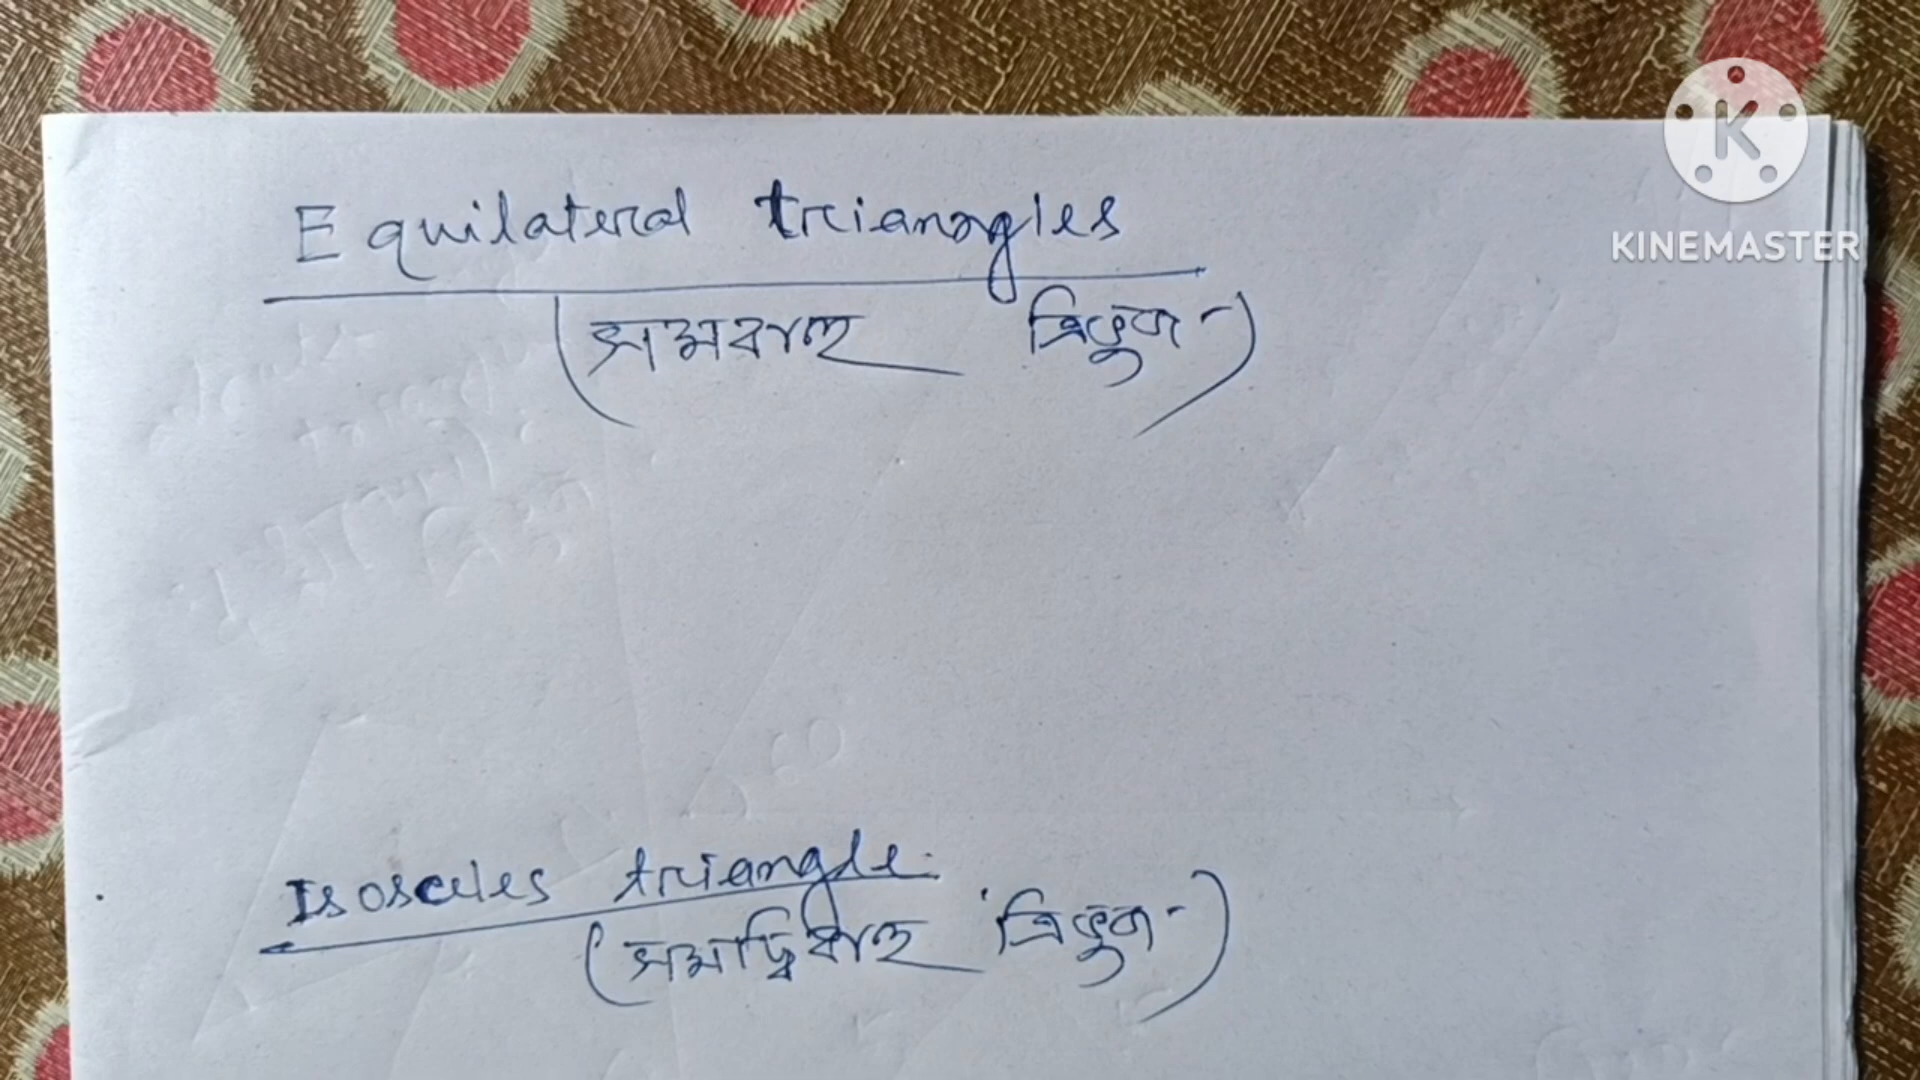 Equilateral triangles
(সমবাহু ত্রিভুজ)
Isosceles triangle.
(সমদ্বিবাহু ত্রিভুজ)
K
KINEMASTER